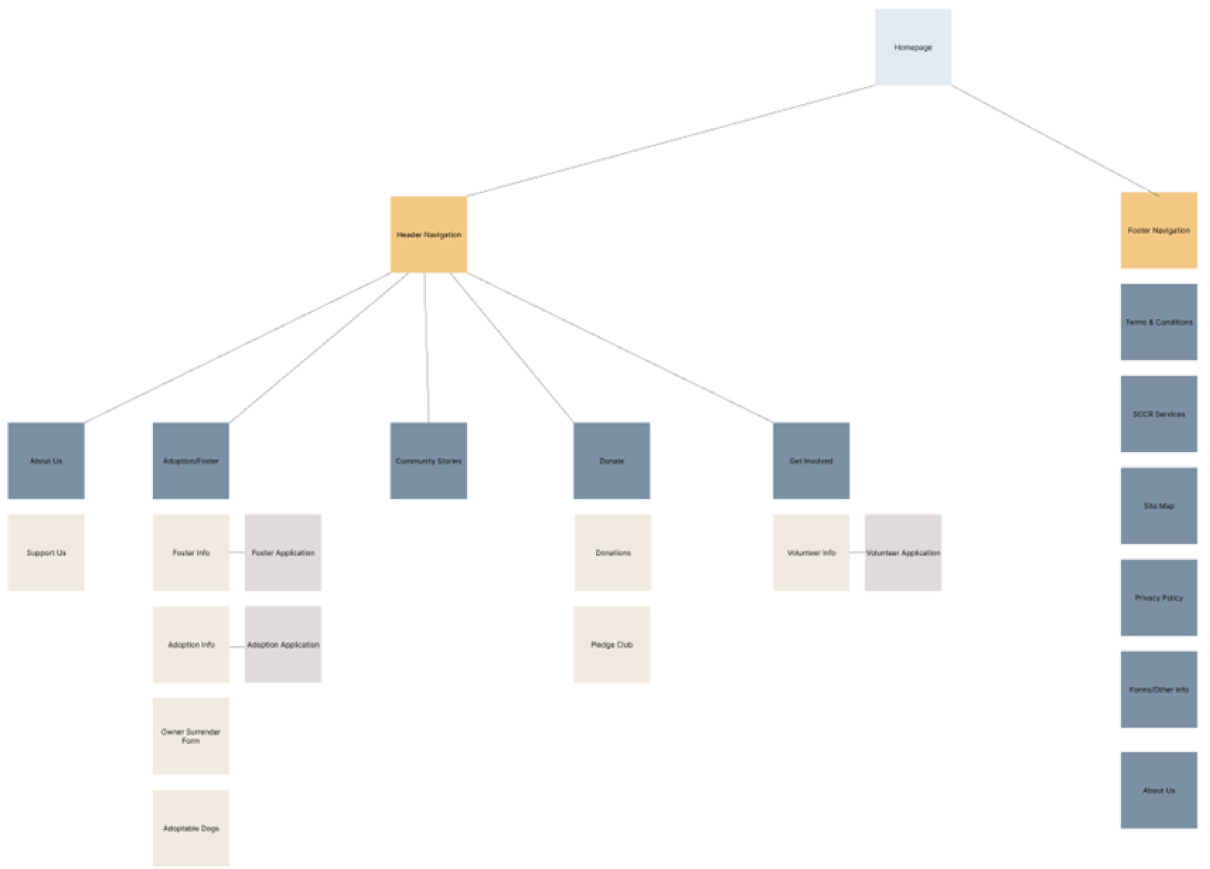 Homepage
Header Navigation
Footer Navigation
Terms & Conditions
SCCR Services
About Us
Adoption/Foster
Community Stories
Donate
Get Involved
Site Map
Support Us
Foster Info
Foster Application
Donations
Volunteer Info
Volunteer Application
Privacy Policy
Adoption Info
Adoption Application
Pledge Club
Forms/Other Info
Owner Surrender
Form
About Us
Adoptable Dogs